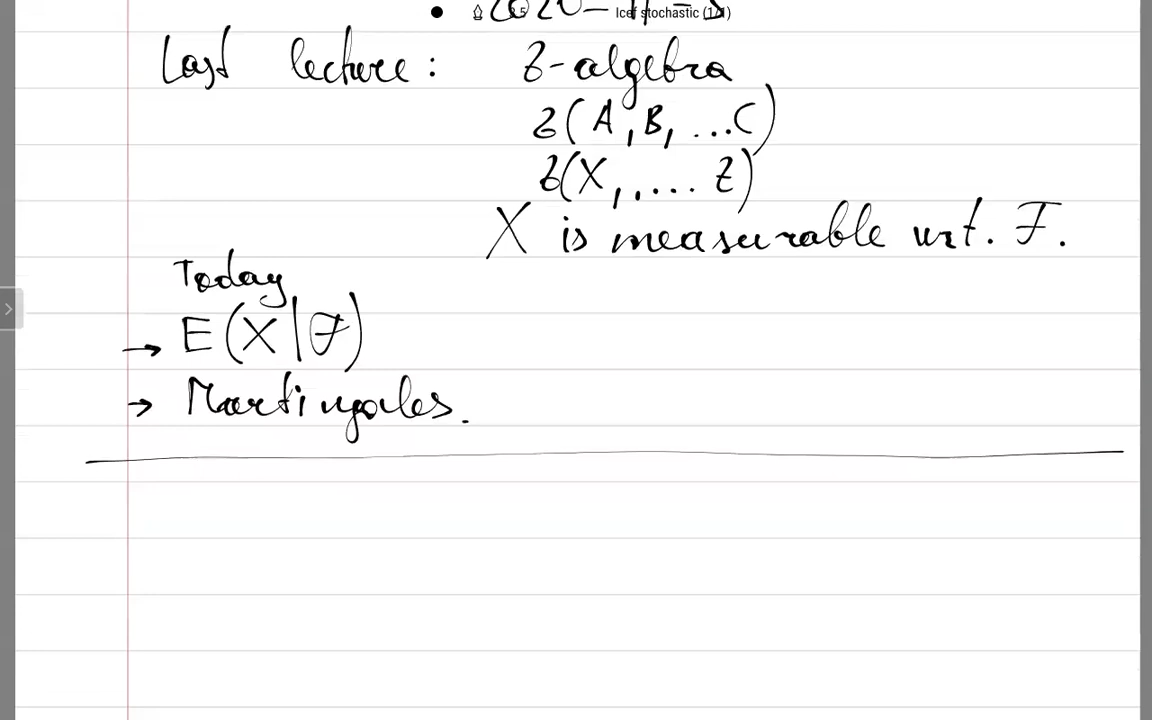 Icef stochastic (1/1)
Last lecture: σ-algebra
σ(A, B, ...C)
σ(X, .... Z)
X is measurable wrt. F.
Today
→ E(X|F)
→ Martingales.